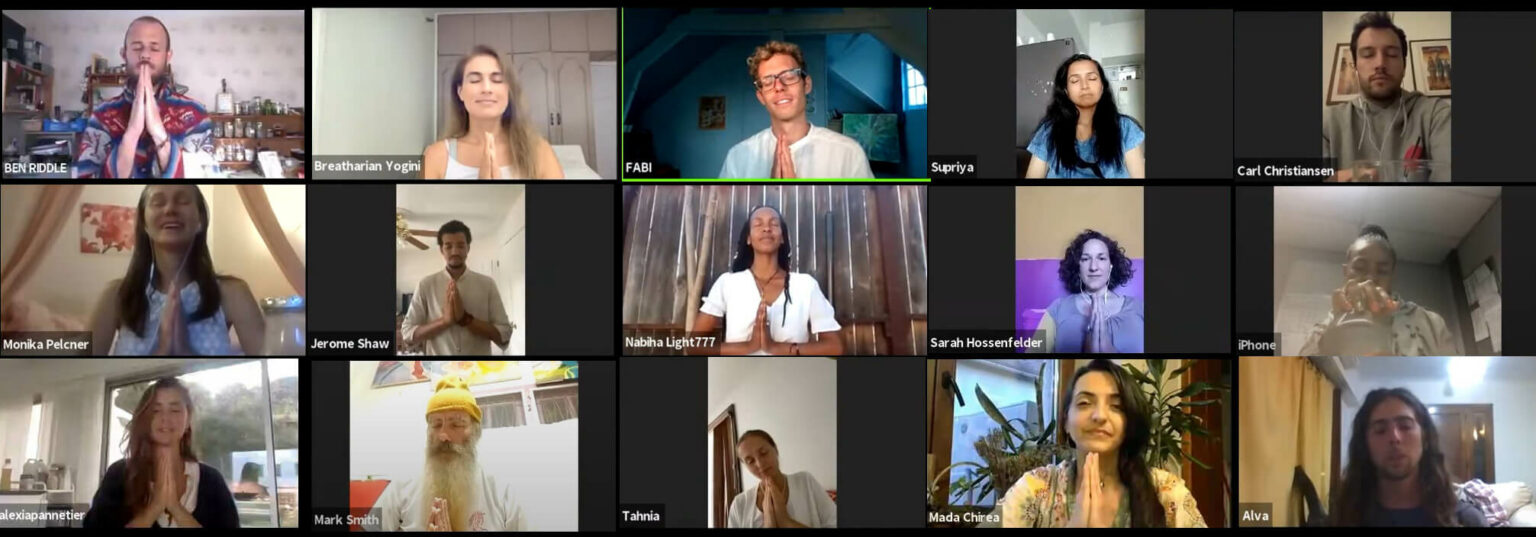 BEN RIDDLE
Breatharian Yogini
FABI
Supriya
Carl Christiansen
Monika Pelcner
Jerome Shaw
Nabiha Light777
Sarah Hossenfelder
iPhone
alexiapannetier
Mark Smith
Tahnia
Mada Chirea
Alva